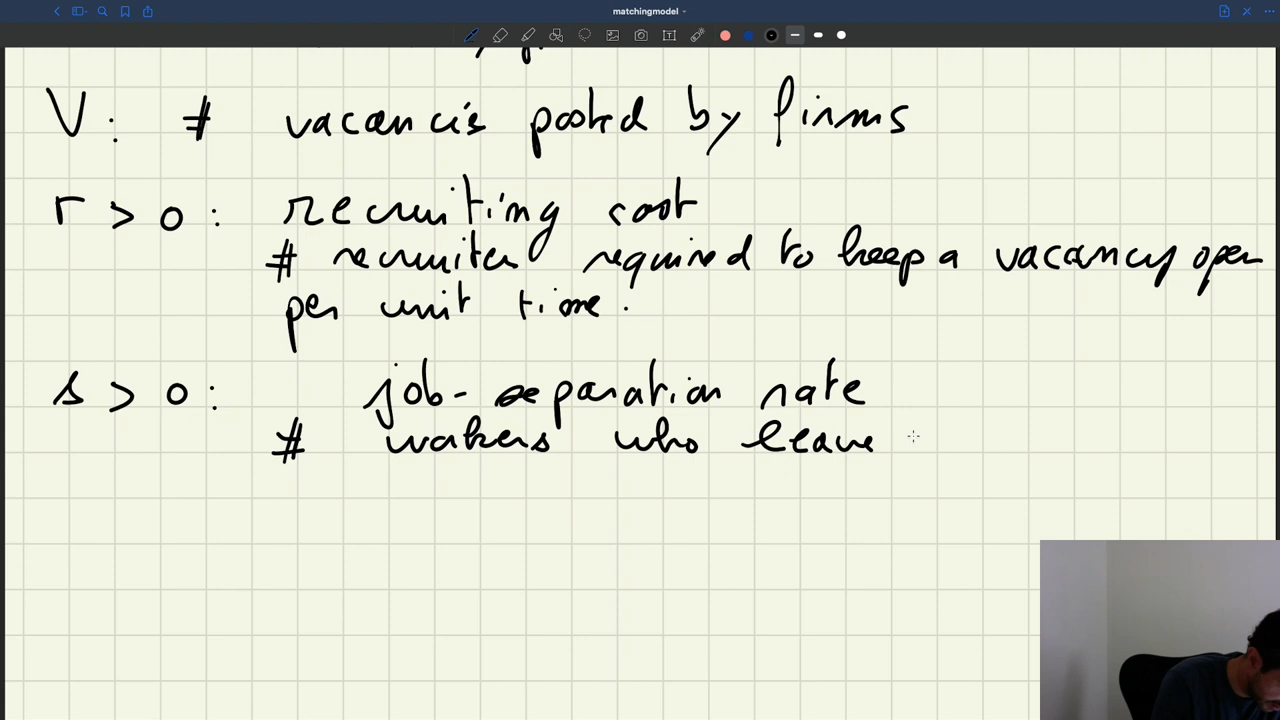 matchingmodel
V: # vacancies posted by firms
r > 0: recruiting cost
# recruiter required to keep a vacancy open
per unit time.
s > 0: job-separation rate
# workers who leave